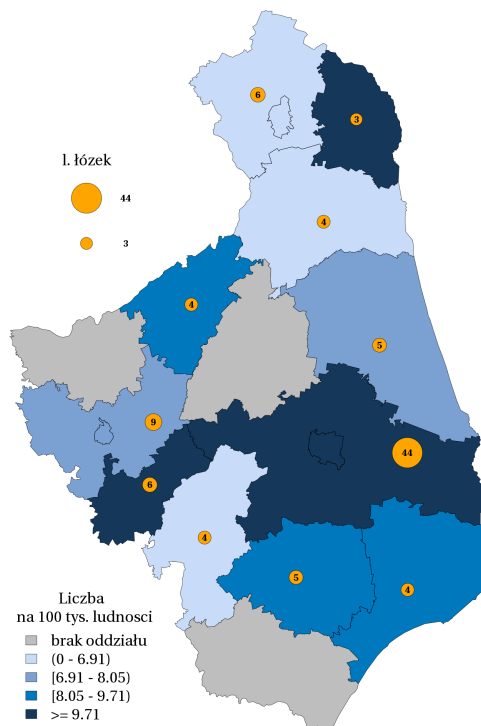 6
3
l. łózek
44
3
4
4
5
9
44
6
4
5
4
Liczba
na 100 tys. ludnosci
brak oddziału
(0 - 6.91)
[6.91 - 8.05)
[8.05 - 9.71)
>= 9.71